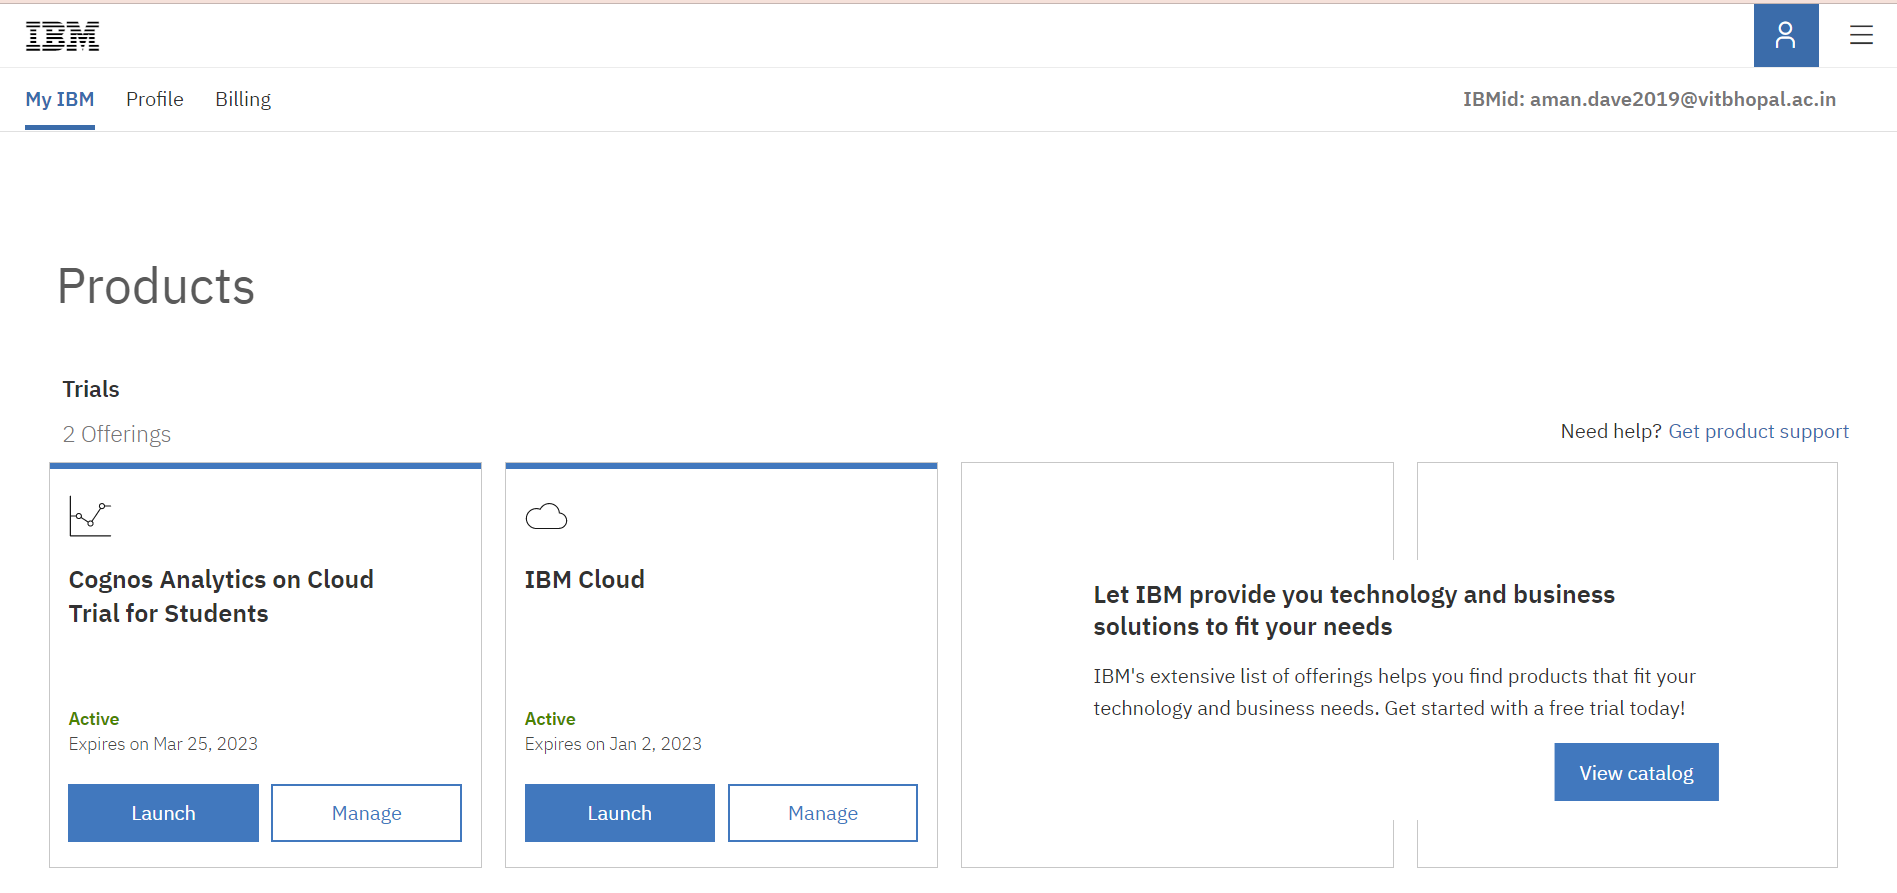 IBM
My IBM Profile Billing
IBMid: aman.dave2019@vitbhopal.ac.in
Products
Trials
2 Offerings
Need help? Get product support
Cognos Analytics on Cloud
Trial for Students
Active
Expires on Mar 25, 2023
Launch Manage
IBM Cloud
Active
Expires on Jan 2, 2023
Launch Manage
Let IBM provide you technology and business
solutions to fit your needs
IBM's extensive list of offerings helps you find products that fit your
technology and business needs. Get started with a free trial today!
View catalog